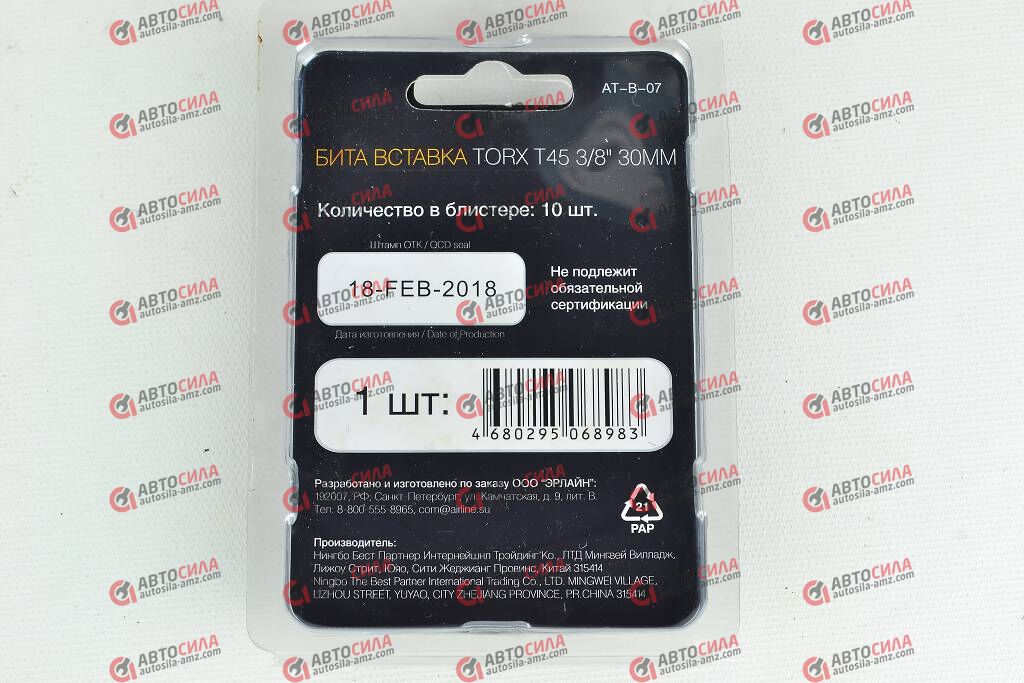 AT-B-07
БИТА ВСТАВКА TORX T45 3/8" 30ММ
Количество в блистере: 10 шт.
Штамп ОТК / QCD seal
18-FEB-2018
Дата изготовления / Date of Production
Не подлежит
обязательной
сертификации
1 шт:
4 680295 068983
Разработано и изготовлено по заказу ООО "ЭРЛАЙН":
192007, РФ, Санкт-Петербург, ул. Камчатская, д. 9, лит. В.
Тел: 8-800-555-8965, com@airline.su
21
PAP
Производитель:
Нингбо Бест Партнер Интернейшнл Трэйдинг Ко., ЛТД Мингвей Вилладж,
Лижоу Стрит, Юяо, Сити Жеджианг Провинс, Китай 315414
Ningbo The Best Partner International Trading Co., LTD. MINGWEI VILLAGE,
LIZHOU STREET, YUYAO, CITY ZHEJIANG PROVINCE, P.R.CHINA 315414
АВТОСИЛА
autosila-amz.com